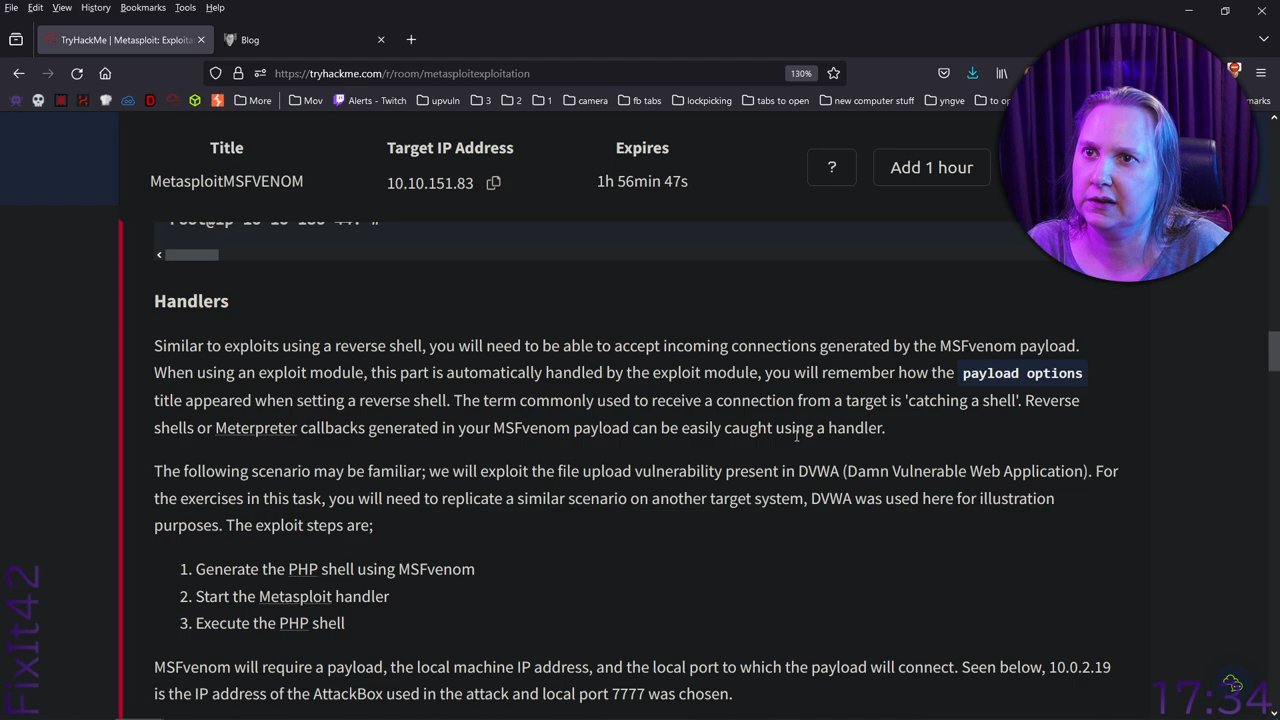 File Edit View History Bookmarks Tools Help
TryHackMe | Metasploit: Exploita
Blog
https://tryhackme.com/r/room/metasploitexploitation
130%
More
Mov
Alerts - Twitch
upvuln
3
2
1
camera
fb tabs
lockpicking
tabs to open
new computer stuff
yngve
to o
marks
Title Target IP Address Expires
? Add 1 hour
MetasploitMSFVENOM 10.10.151.83 1h 56min 47s
Handlers
Similar to exploits using a reverse shell, you will need to be able to accept incoming connections generated by the MSFvenom payload.
When using an exploit module, this part is automatically handled by the exploit module, you will remember how the payload options
title appeared when setting a reverse shell. The term commonly used to receive a connection from a target is 'catching a shell'. Reverse
shells or Meterpreter callbacks generated in your MSFvenom payload can be easily caught using a handler.
The following scenario may be familiar; we will exploit the file upload vulnerability present in DVWA (Damn Vulnerable Web Application). For
the exercises in this task, you will need to replicate a similar scenario on another target system, DVWA was used here for illustration
purposes. The exploit steps are;
1. Generate the PHP shell using MSFvenom
2. Start the Metasploit handler
3. Execute the PHP shell
MSFvenom will require a payload, the local machine IP address, and the local port to which the payload will connect. Seen below, 10.0.2.19
is the IP address of the AttackBox used in the attack and local port 7777 was chosen.
FixIt42
17:34